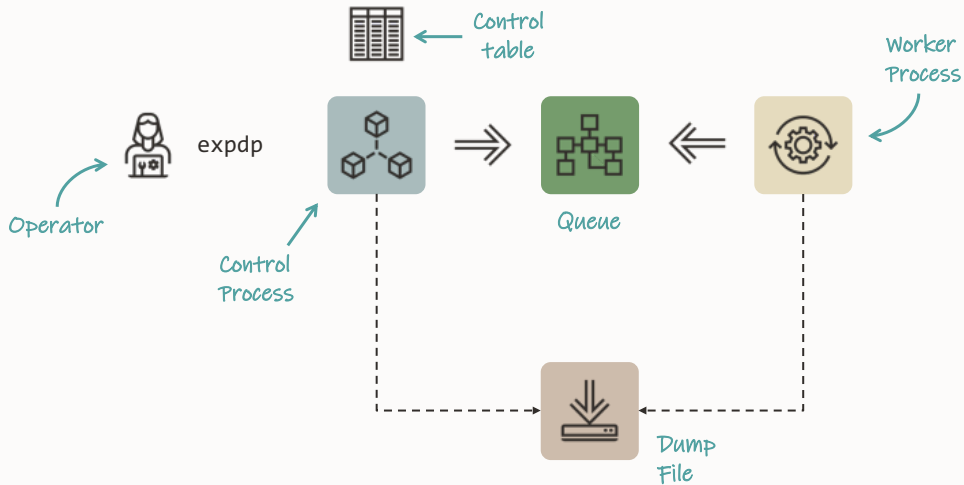 Control
table
Worker
Process
expdp
Operator
Queue
Control
Process
Dump
File